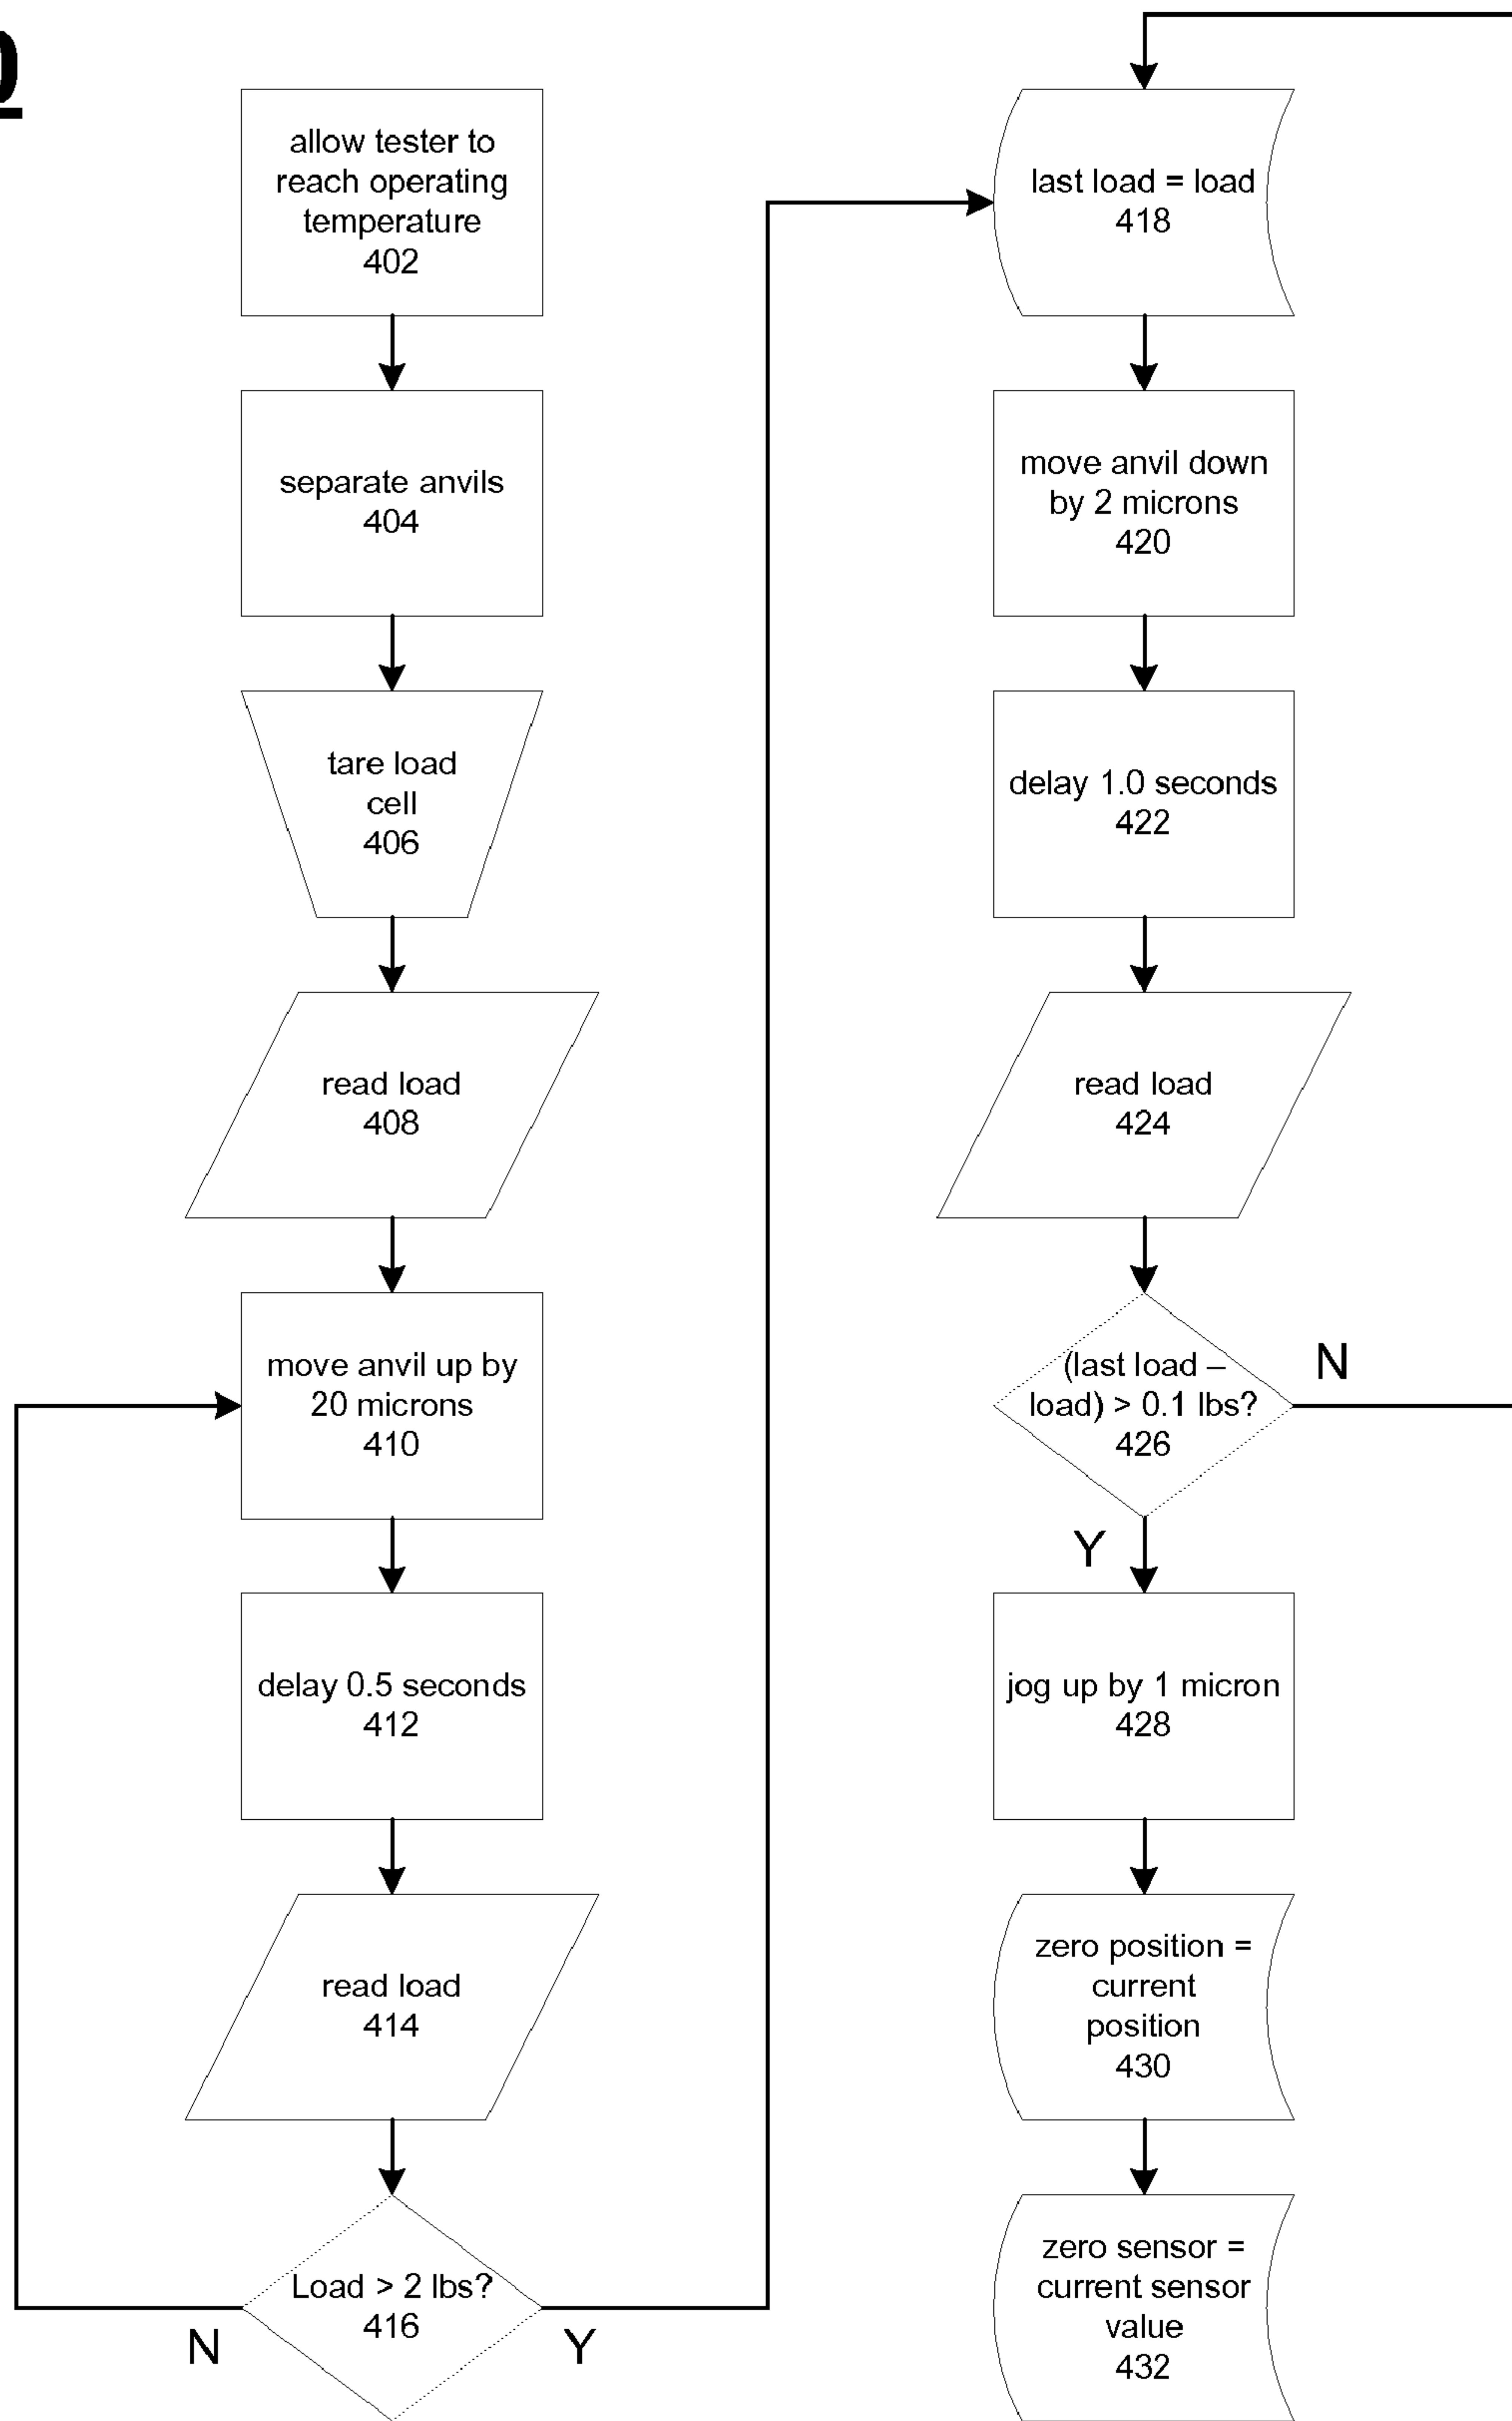 allow tester to
reach operating
temperature
402
separate anvils
404
tare load
cell
406
read load
408
move anvil up by
20 microns
410
delay 0.5 seconds
412
read load
414
Load > 2 lbs?
416
N
Y
last load = load
418
move anvil down
by 2 microns
420
delay 1.0 seconds
422
read load
424
(last load –
load) > 0.1 lbs?
426
N
Y
jog up by 1 micron
428
zero position =
current
position
430
zero sensor =
current sensor
value
432